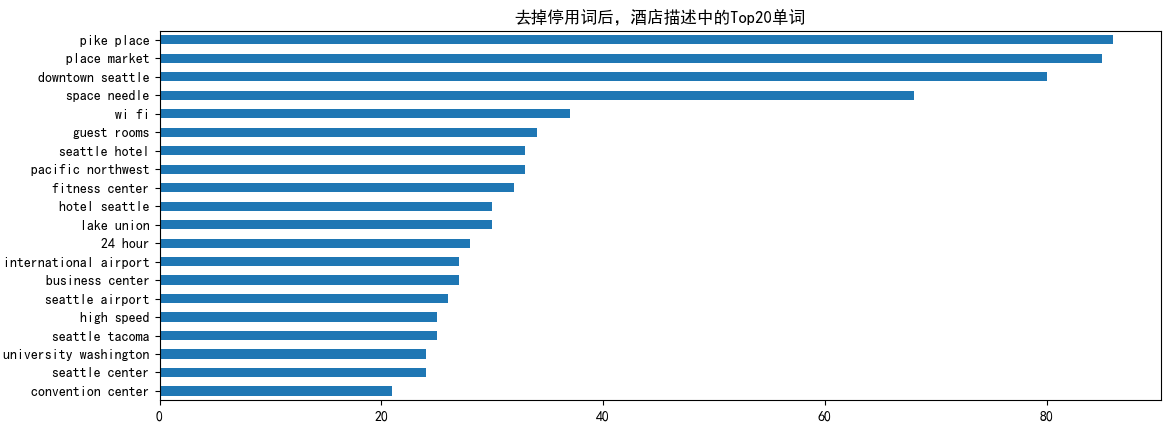 去掉停用词后，酒店描述中的Top20单词
pike place
place market
downtown seattle
space needle
wi fi
guest rooms
seattle hotel
pacific northwest
fitness center
hotel seattle
lake union
24 hour
international airport
business center
seattle airport
high speed
seattle tacoma
university washington
seattle center
convention center
0 20 40 60 80